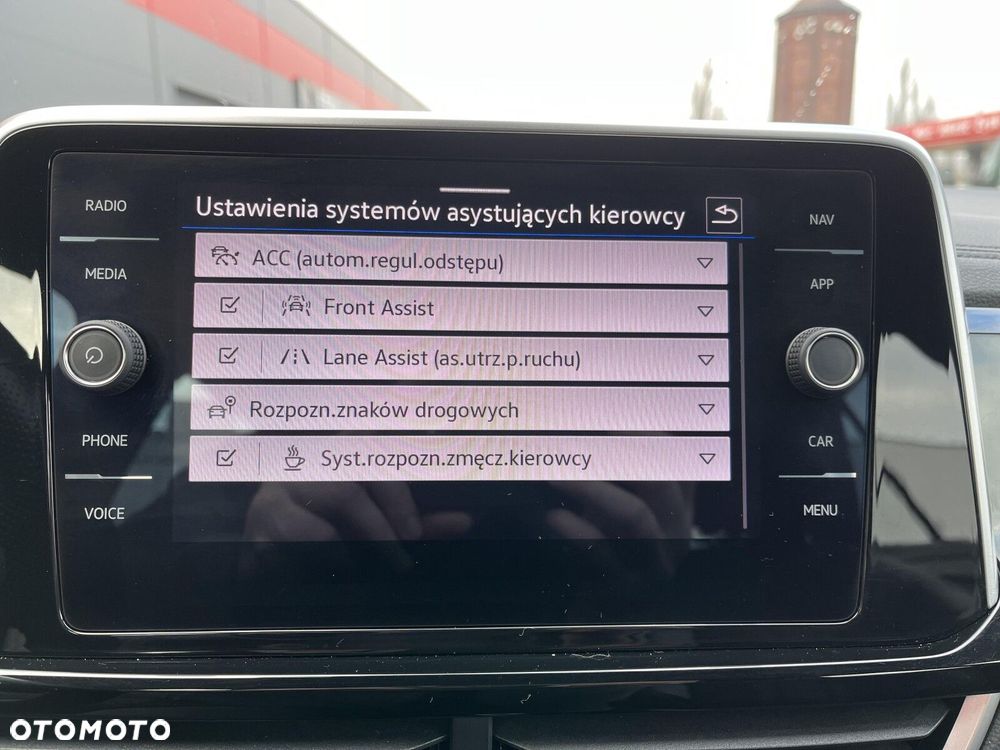 Ustawienia systemów asystujących kierowcy
RADIO
NAV
ACC (autom.regul.odstępu)
MEDIA
APP
Front Assist
Lane Assist (as.utrz.p.ruchu)
Rozpozn.znaków drogowych
PHONE
CAR
Syst.rozpozn.zmęcz.kierowcy
VOICE
MENU
OTOMOTO